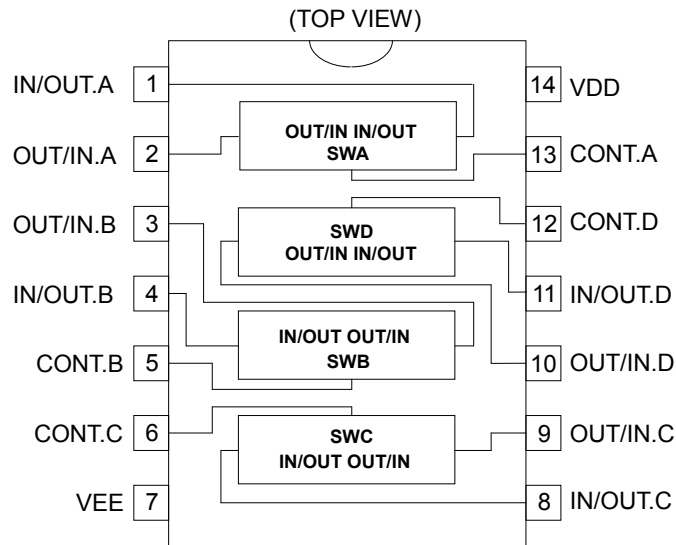 (TOP VIEW)
IN/OUT.A 1
14 VDD
OUT/IN.A 2
OUT/IN IN/OUT
SWA
13 CONT.A
OUT/IN.B 3
SWD
OUT/IN IN/OUT
12 CONT.D
IN/OUT.B 4
11 IN/OUT.D
CONT.B 5
IN/OUT OUT/IN
SWB
10 OUT/IN.D
CONT.C 6
SWC
IN/OUT OUT/IN
9 OUT/IN.C
VEE 7
8 IN/OUT.C